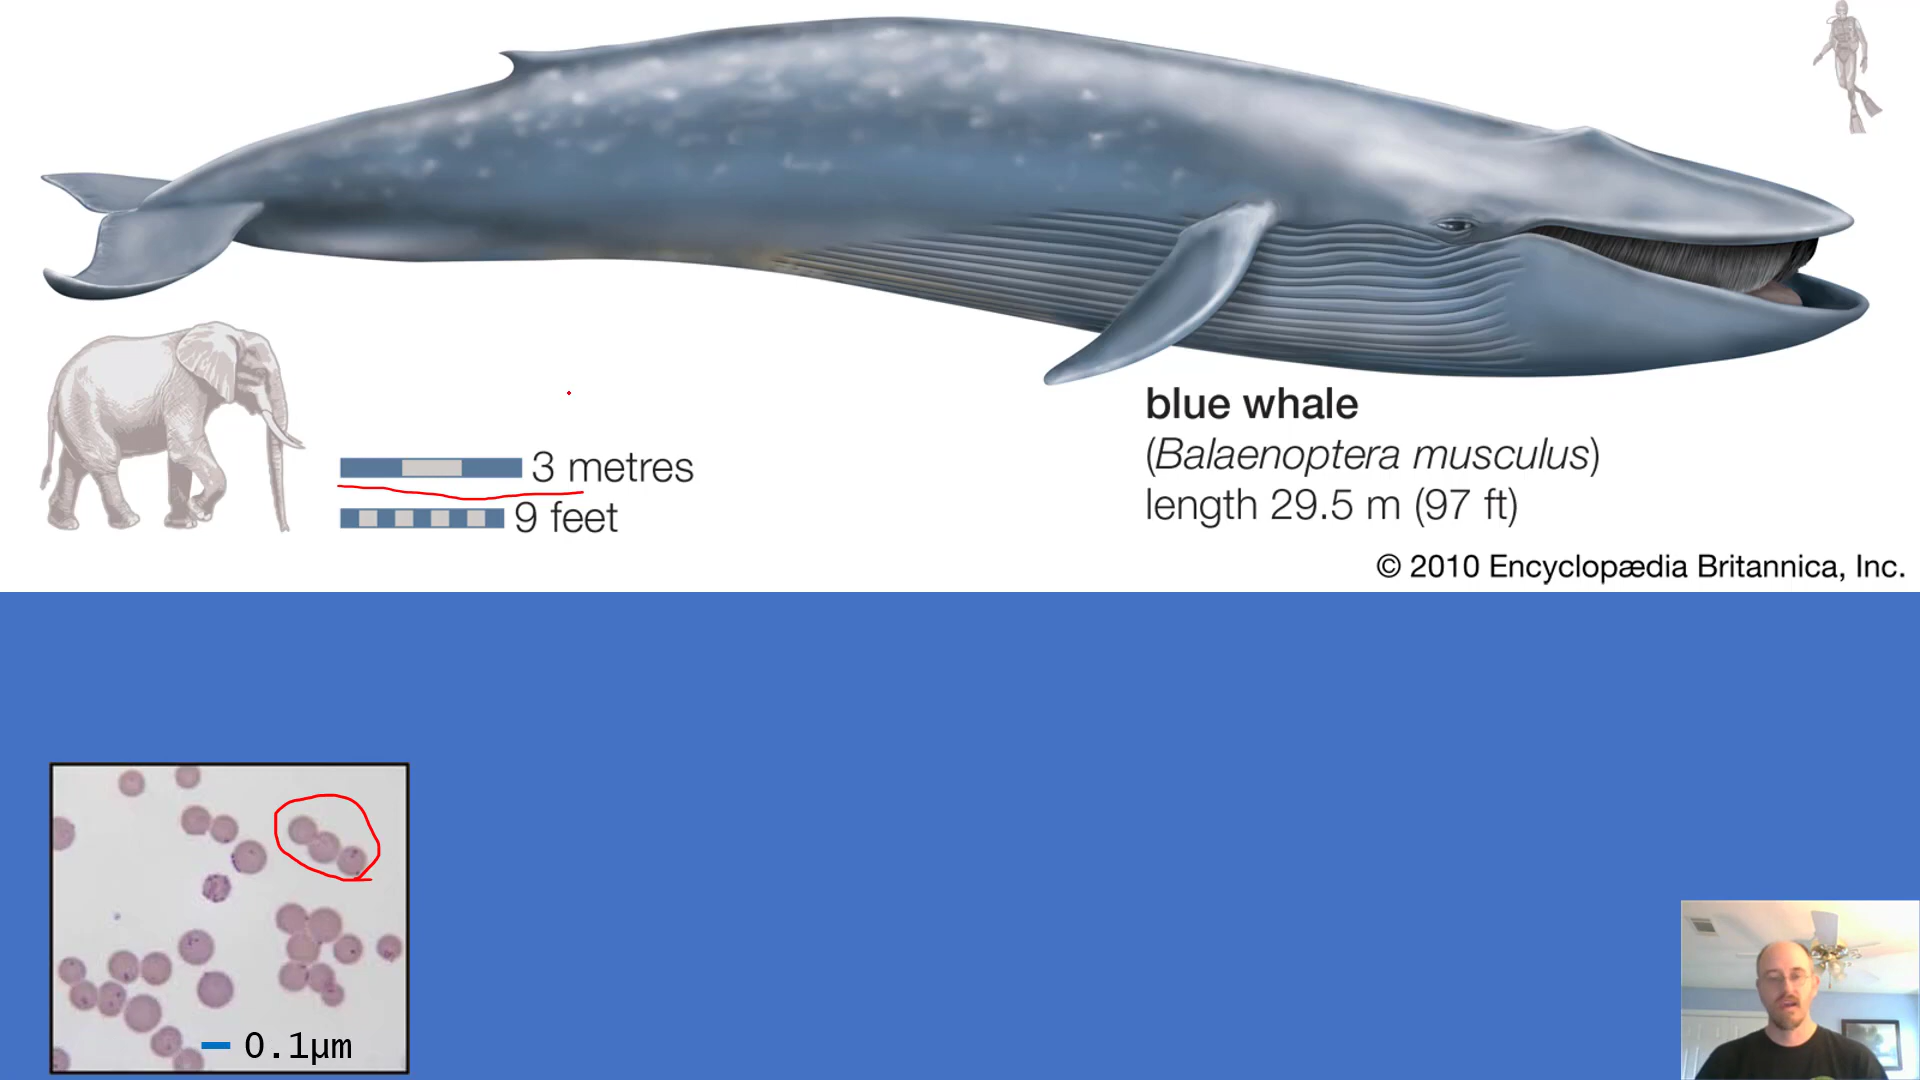 3 metres
9 feet
blue whale
(Balaenoptera musculus)
length 29.5 m (97 ft)
© 2010 Encyclopædia Britannica, Inc.
0.1µm